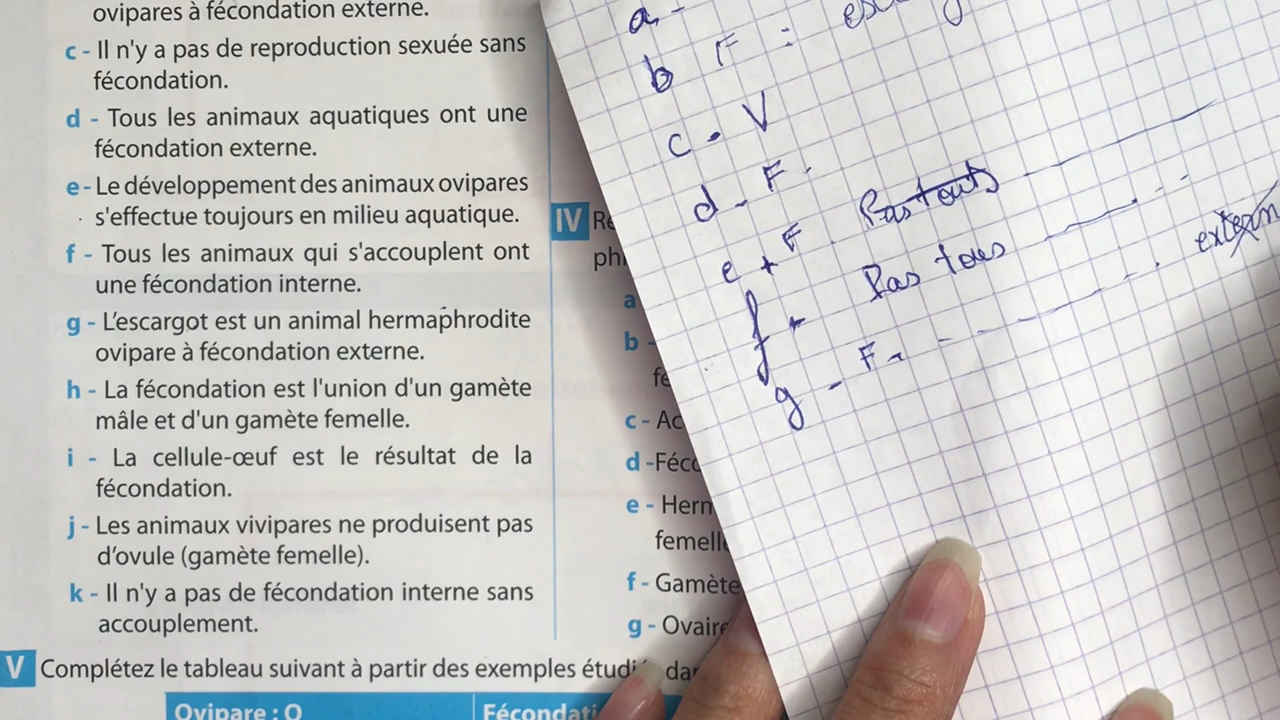 ovipares à fécondation externe.
c - Il n'y a pas de reproduction sexuée sans
fécondation.
d - Tous les animaux aquatiques ont une
fécondation externe.
e - Le développement des animaux ovipares
s'effectue toujours en milieu aquatique.
f - Tous les animaux qui s'accouplent ont
une fécondation interne.
g - L'escargot est un animal hermaphrodite
ovipare à fécondation externe.
h - La fécondation est l'union d'un gamète
mâle et d'un gamète femelle.
i - La cellule-œuf est le résultat de la
fécondation.
j - Les animaux vivipares ne produisent pas
d'ovule (gamète femelle).
k - Il n'y a pas de fécondation interne sans
accouplement.
V Complétez le tableau suivant à partir des exemples étudi
Ovipare : O
Fécondati
IV
a
b -
c - Ac
d - Féc
e - Hern
femelle
f - Gamète
g - Ovaire
a -
b F :
c - V
d - F.
e - F. Pas tous
f - Pas tous
g - F -